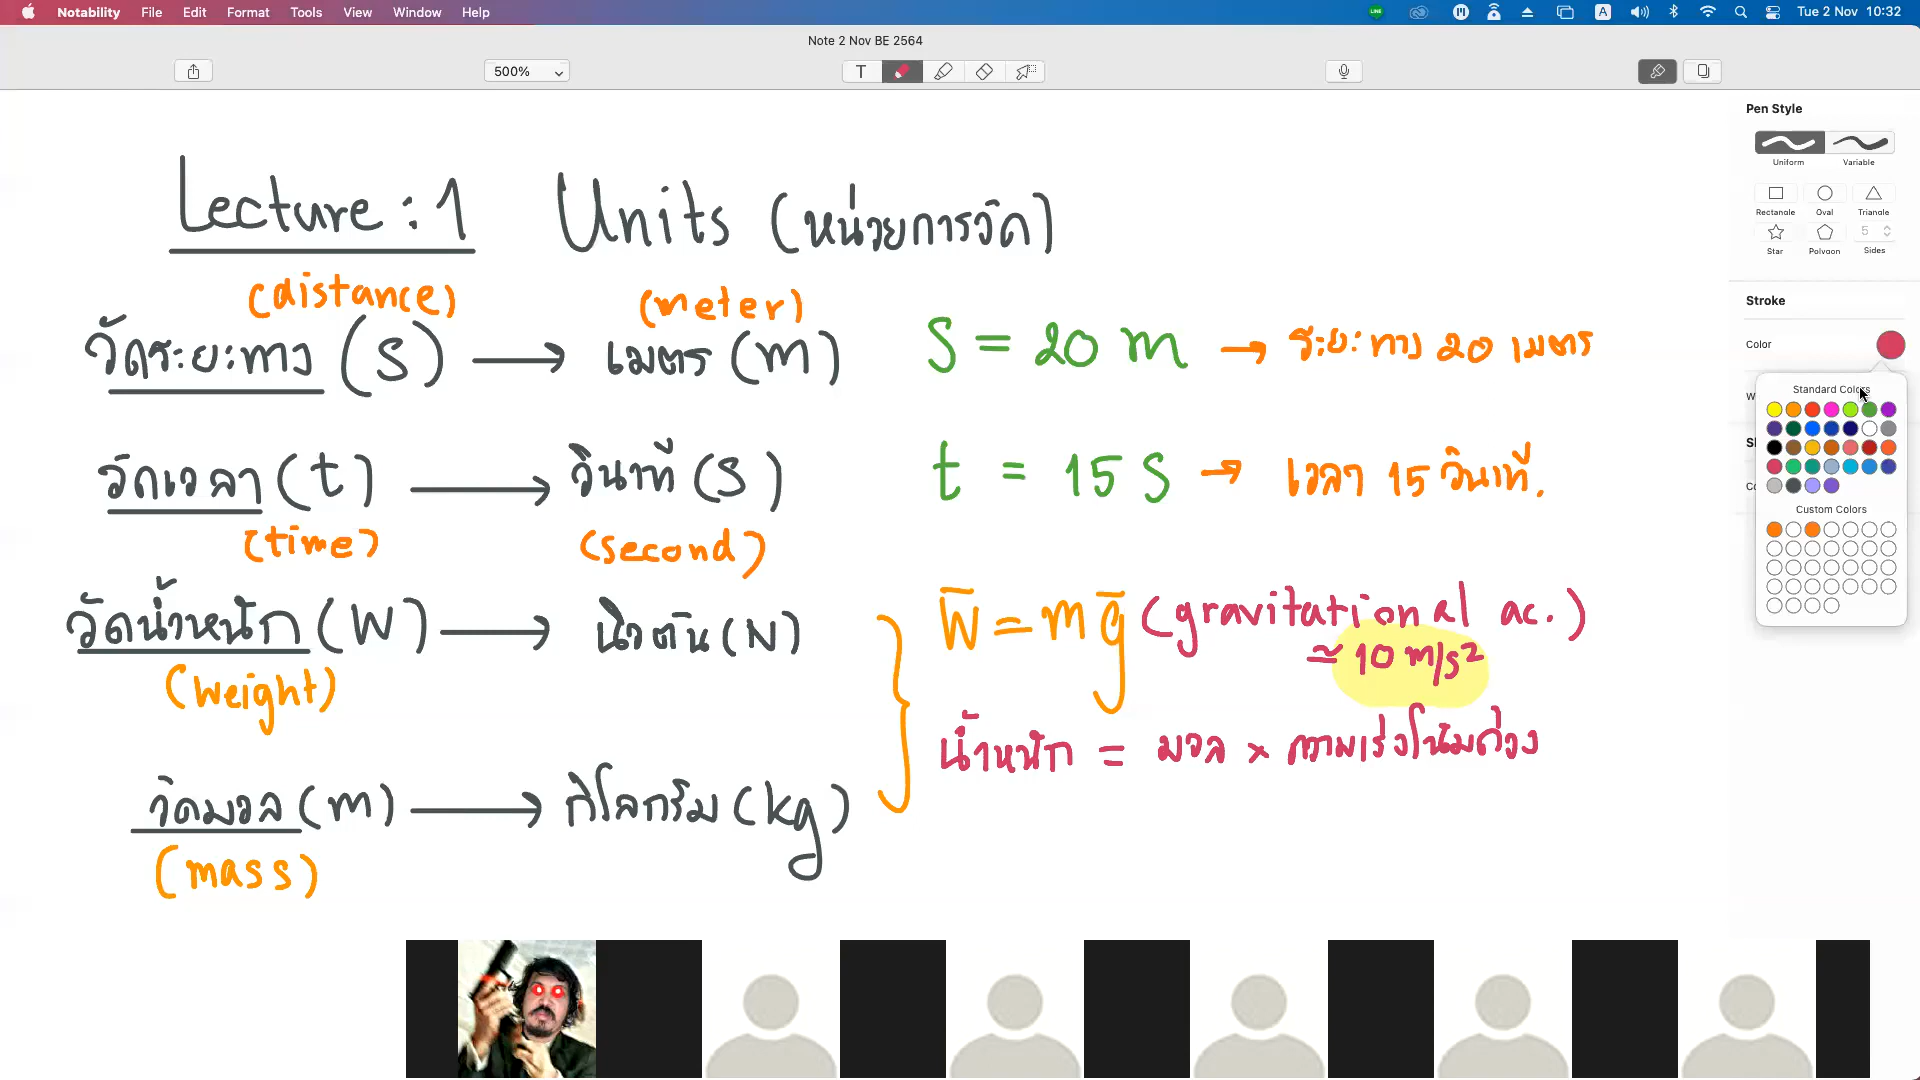 Notability File Edit Format Tools View Window Help
LINE A Tue 2 Nov 10:32
Note 2 Nov BE 2564
500% T
Pen Style
Uniform Variable
Rectangle Oval Triangle
5
Star Polygon Sides
Stroke
Color
Standard Colors
Custom Colors
Lecture : 1 Units (หน่วยการวัด)
(distance) (meter)
วัดระยะทาง (S) → เมตร (m) S = 20 m → ระยะทาง 20 เมตร
วัดเวลา (t) → วินาที (S) t = 15 S → เวลา 15 วินาที.
(time) (second)
วัดน้ำหนัก (W) → นิวตัน (N) W̅ = m g̅ (gravitational ac.)
≃ 10 m/s²
(weight)
น้ำหนัก = มวล × ความเร่งโน้มถ่วง
วัดมวล (m) → กิโลกรัม (kg)
(mass)